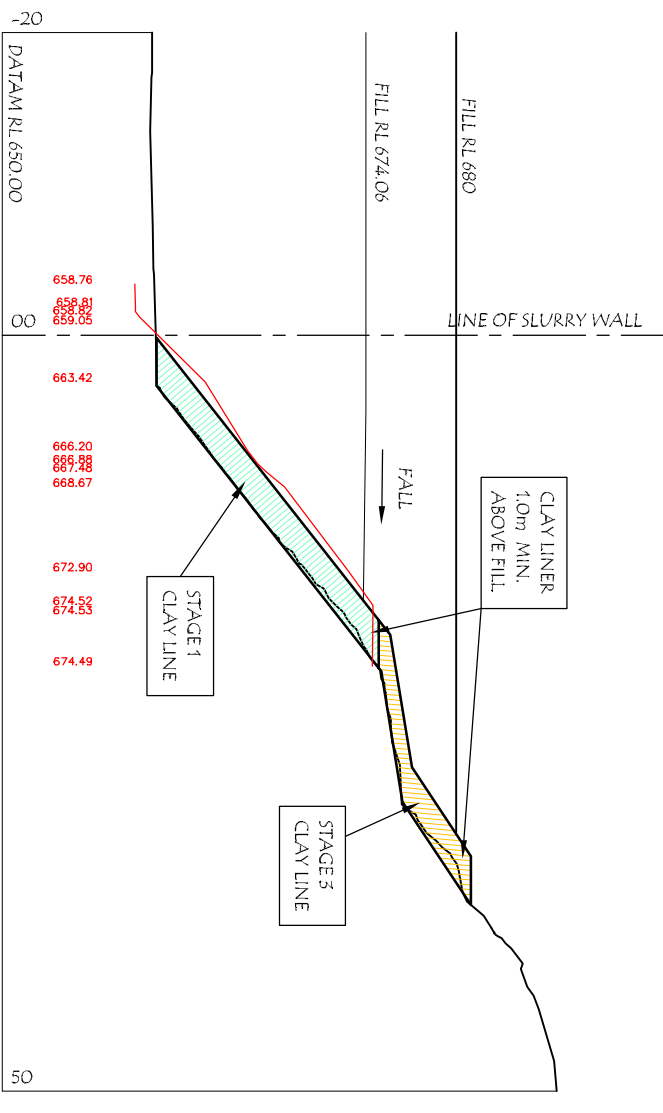 -20
DATAM RL 650.00
FILL RL 674.06
FILL RL 680
658.76
658.81
658.82
659.05
00
LINE OF SLURRY WALL
663.42
666.20
666.88
667.48
668.67
FALL
CLAY LINER
1.0m MIN.
ABOVE FILL
672.90
674.52
674.53
674.49
STAGE 1
CLAY LINE
STAGE 3
CLAY LINE
50